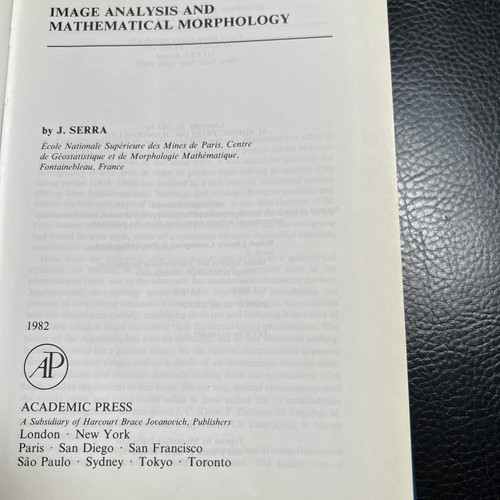 IMAGE ANALYSIS AND
MATHEMATICAL MORPHOLOGY
by J. SERRA
École Nationale Supérieure des Mines de Paris, Centre
de Géostatistique et de Morphologie Mathématique,
Fontainebleau, France
1982
AP
ACADEMIC PRESS
A Subsidiary of Harcourt Brace Jovanovich, Publishers
London · New York
Paris · San Diego · San Francisco
São Paulo · Sydney · Tokyo · Toronto